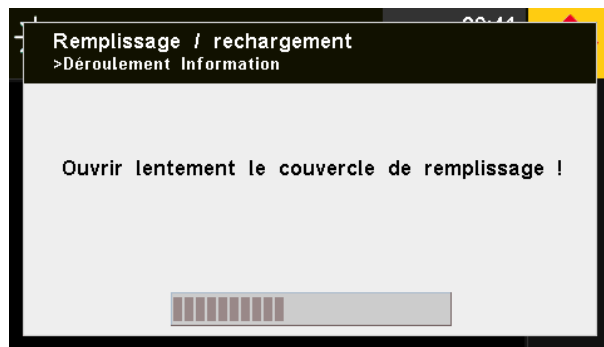 Remplissage / rechargement
>Déroulement Information
Ouvrir lentement le couvercle de remplissage !